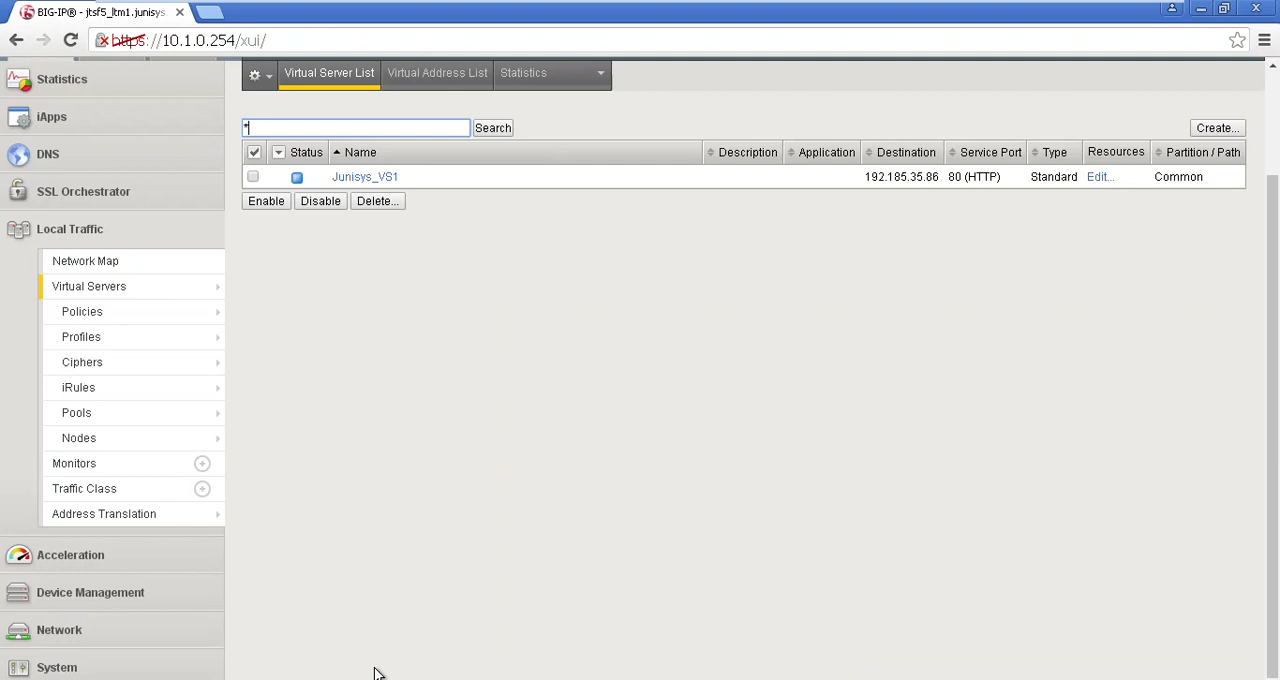 BIG-IP® - jtsf5_ltm1.junisys
https://10.1.0.254/xui/
Statistics
iApps
DNS
SSL Orchestrator
Local Traffic
Network Map
Virtual Servers
Policies
Profiles
Ciphers
iRules
Pools
Nodes
Monitors
Traffic Class
Address Translation
Acceleration
Device Management
Network
System
Virtual Server List Virtual Address List Statistics
* Search Create...
Status Name Description Application Destination Service Port Type Resources Partition / Path
Junisys_VS1 192.185.35.86 80 (HTTP) Standard Edit... Common
Enable Disable Delete...